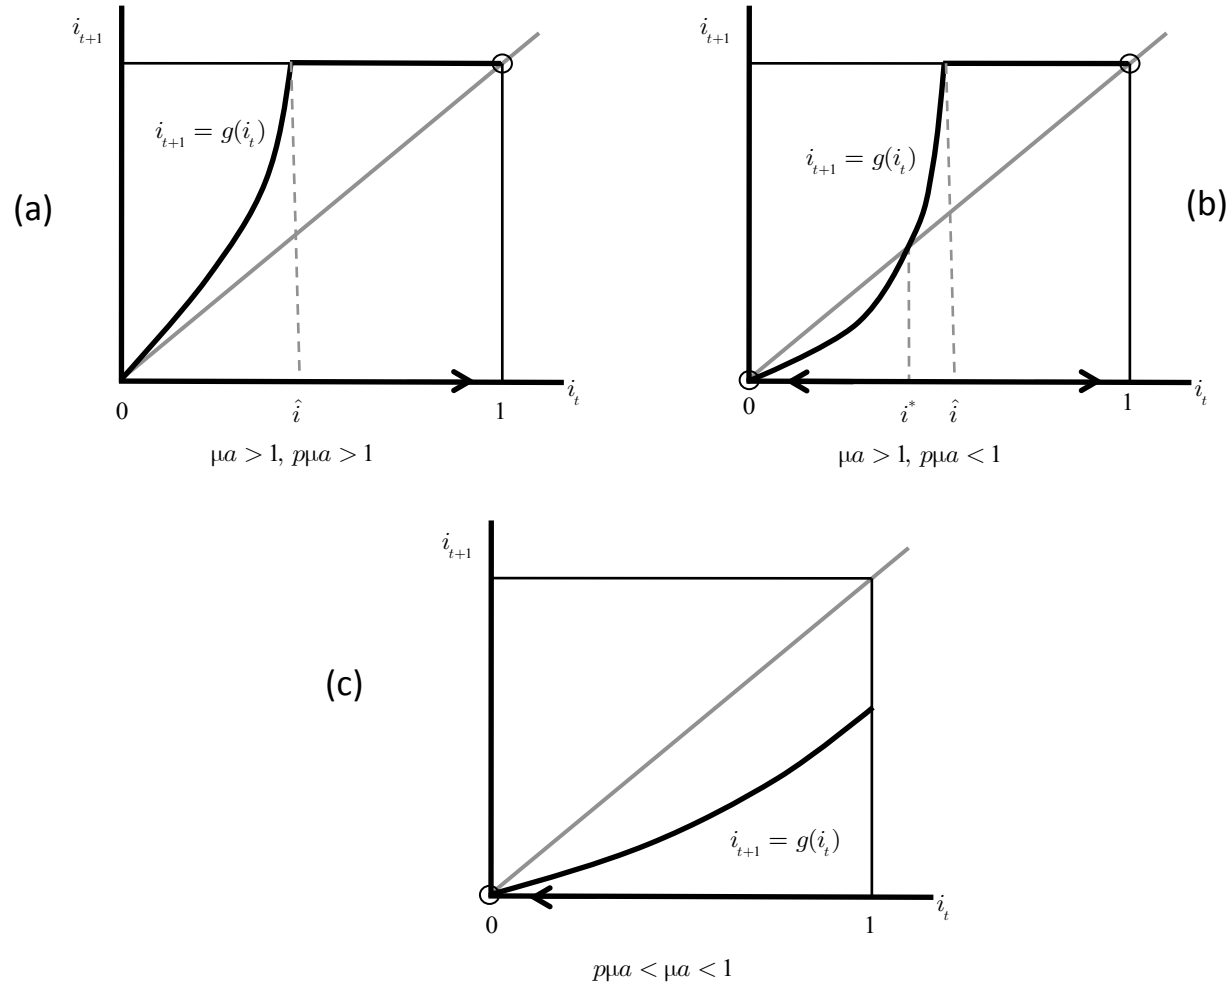 i_{t+1}
i_{t+1} = g(i_t)
(a)
0
î
1
i_t
μa > 1, pμa > 1
i_{t+1}
i_{t+1} = g(i_t)
(b)
0
i^*
î
1
i_t
μa > 1, pμa < 1
i_{t+1}
(c)
i_{t+1} = g(i_t)
0
1
i_t
pμa < μa < 1